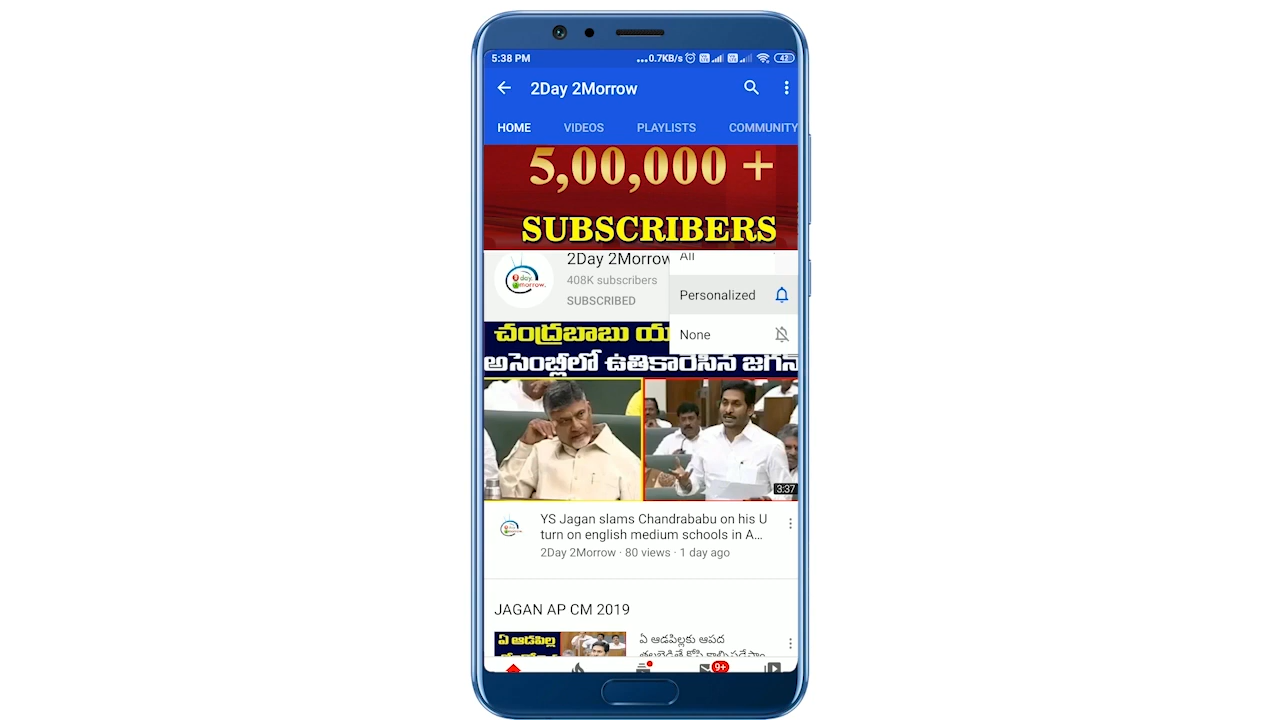 5:38 PM
...0.7KB/s
42
2Day 2Morrow
HOME
VIDEOS
PLAYLISTS
COMMUNITY
5,00,000 +
SUBSCRIBERS
2Day 2Morrow
408K subscribers
SUBSCRIBED
All
Personalized
None
చంద్రబాబు యు
అసెంబ్లీలో ఉతికారేసిన జగన్
3:37
YS Jagan slams Chandrababu on his U
turn on english medium schools in A...
2Day 2Morrow · 80 views · 1 day ago
JAGAN AP CM 2019
ఏ ఆడపిల్ల
ఏ ఆడపిల్లకు ఆపద
9+